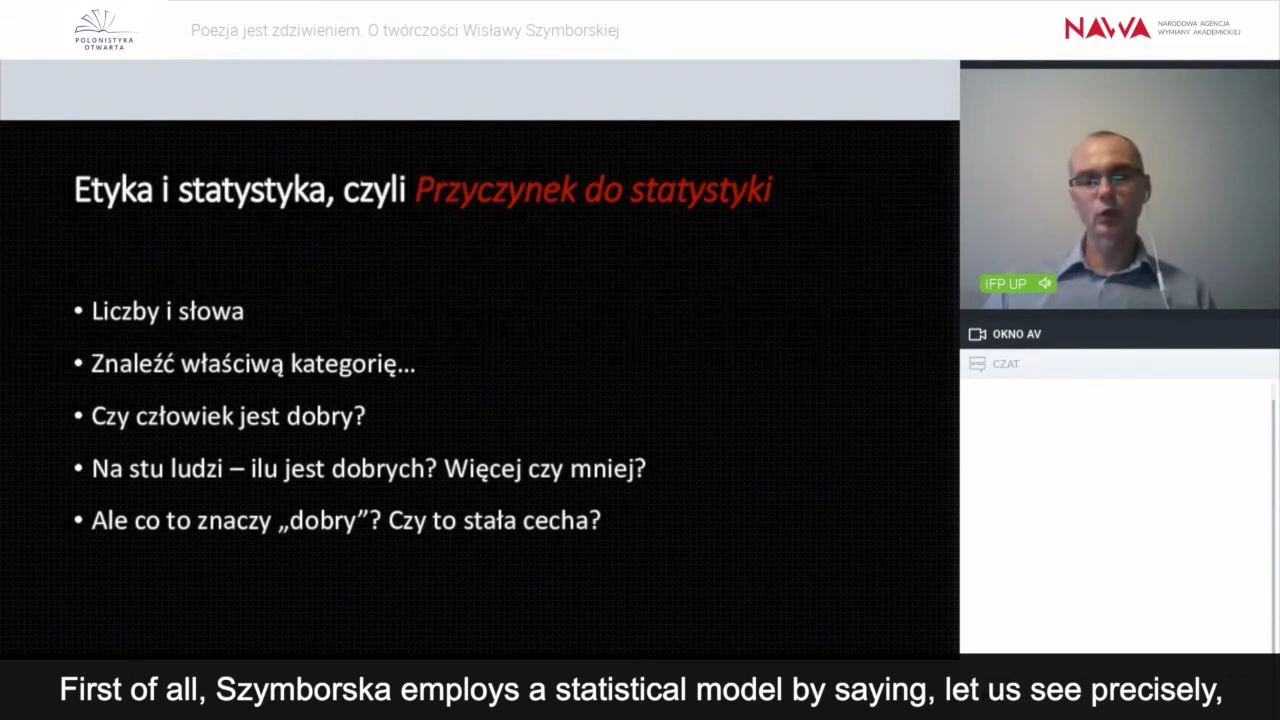 POLONISTYKA
OTWARTA
Poezja jest zdziwieniem. O twórczości Wisławy Szymborskiej
NAWA
NARODOWA AGENCJA
WYMIANY AKADEMICKIEJ
Etyka i statystyka, czyli Przyczynek do statystyki
• Liczby i słowa
• Znaleźć właściwą kategorię...
• Czy człowiek jest dobry?
• Na stu ludzi – ilu jest dobrych? Więcej czy mniej?
• Ale co to znaczy „dobry”? Czy to stała cecha?
IFP UP
OKNO AV
CZAT
First of all, Szymborska employs a statistical model by saying, let us see precisely,